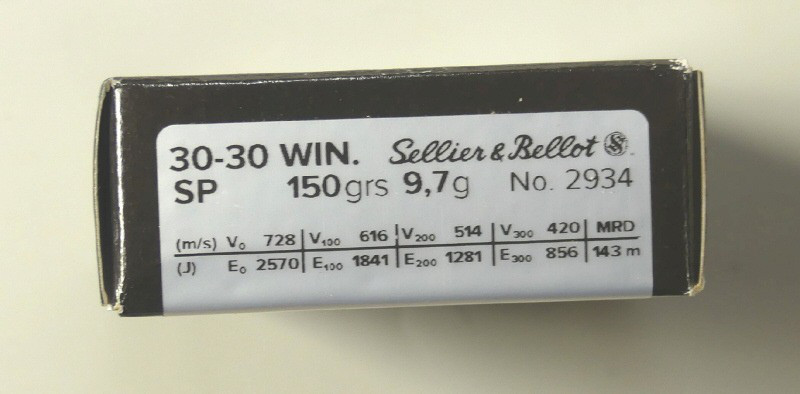 30-30 WIN. Sellier & Bellot SB
SP 150grs 9,7g No. 2934
(m/s) V₀ 728 | V₁₀₀ 616 | V₂₀₀ 514 | V₃₀₀ 420 | MRD
(J) E₀ 2570 | E₁₀₀ 1841 | E₂₀₀ 1281 | E₃₀₀ 856 | 143 m